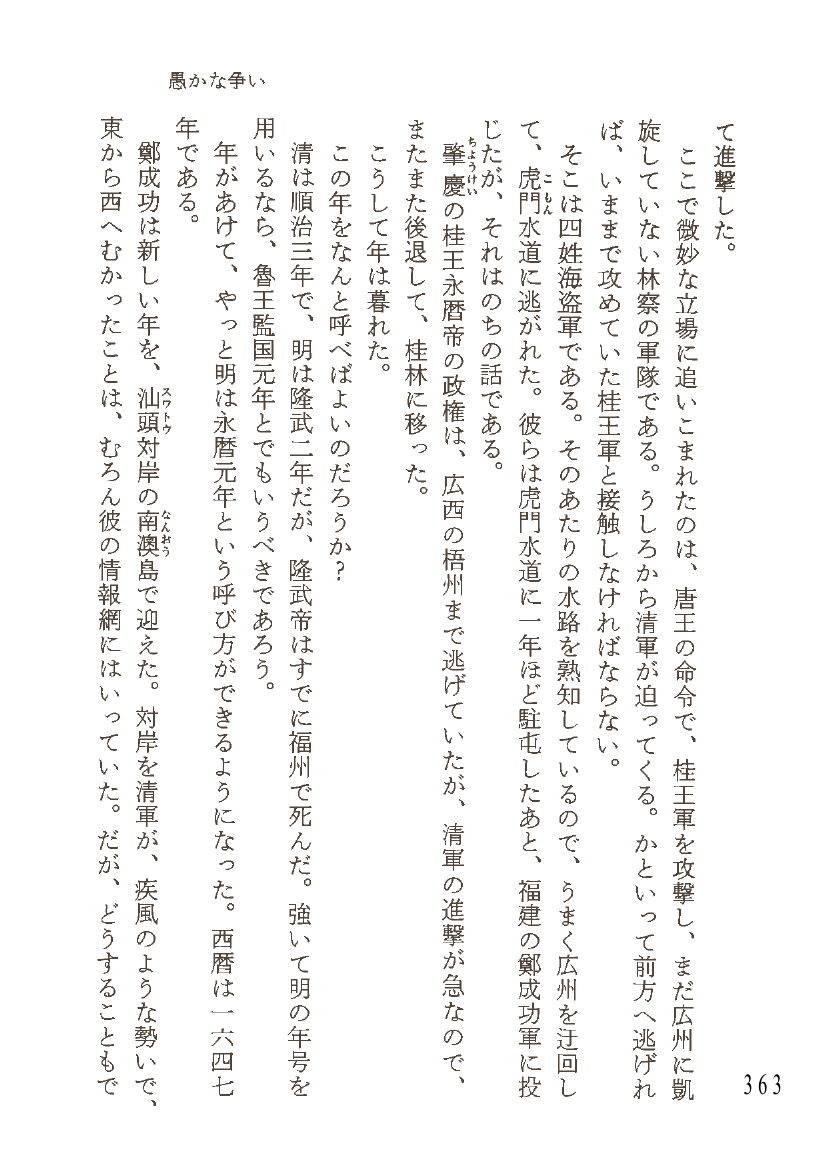 愚かな争い
て進撃した。
ここで微妙な立場に追いこまれたのは、唐王の命令で、桂王軍を攻撃し、まだ広州に凱
旋していない林察の軍隊である。うしろから清軍が迫ってくる。かといって前方へ逃げれ
ば、いままで攻めていた桂王軍と接触しなければならない。
そこは四姓海盗軍である。そのあたりの水路を熟知しているので、うまく広州を迂回し
て、虎門水道に逃がれた。彼らは虎門水道に一年ほど駐屯したあと、福建の鄭成功軍に投
じたが、それはのちの話である。
肇慶の桂王永暦帝の政権は、広西の梧州まで逃げていたが、清軍の進撃が急なので、
またまた後退して、桂林に移った。
こうして年は暮れた。
この年をなんと呼べばよいのだろうか?
清は順治三年で、明は隆武二年だが、隆武帝はすでに福州で死んだ。強いて明の年号を
用いるなら、魯王監国元年とでもいうべきであろう。
年があけて、やっと明は永暦元年という呼び方ができるようになった。西暦は一六四七
年である。
鄭成功は新しい年を、汕頭対岸の南澳島で迎えた。対岸を清軍が、疾風のような勢いで、
東から西へむかったことは、むろん彼の情報網にはいっていた。だが、どうすることもで
363